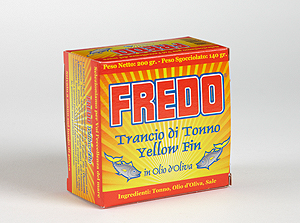 Peso Netto: 200 gr. - Peso Sgocciolato: 140 gr.
FREDO
Trancio di Tonno
Yellow Fin
in Olio d'Oliva
Ingredienti: Tonno, Olio d'Oliva, Sale